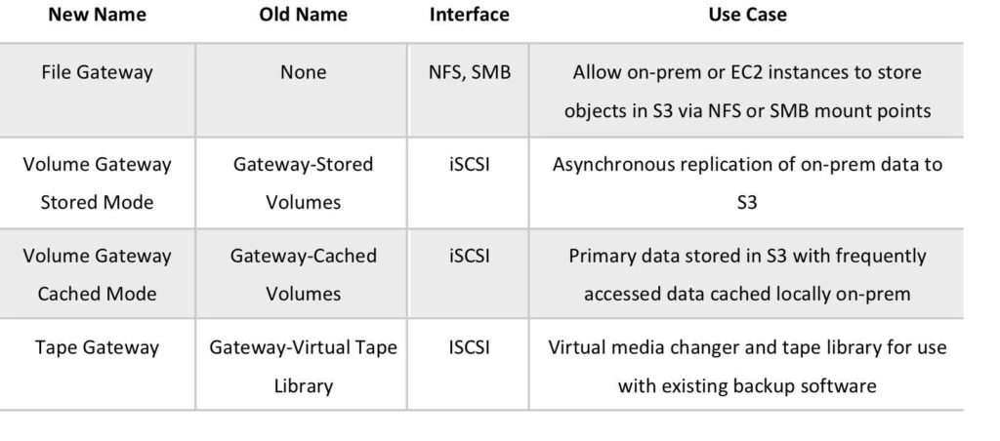 New Name Old Name Interface Use Case
File Gateway None NFS, SMB Allow on-prem or EC2 instances to store
objects in S3 via NFS or SMB mount points
Volume Gateway Gateway-Stored iSCSI Asynchronous replication of on-prem data to
Stored Mode Volumes S3
Volume Gateway Gateway-Cached iSCSI Primary data stored in S3 with frequently
Cached Mode Volumes accessed data cached locally on-prem
Tape Gateway Gateway-Virtual Tape ISCSI Virtual media changer and tape library for use
Library with existing backup software